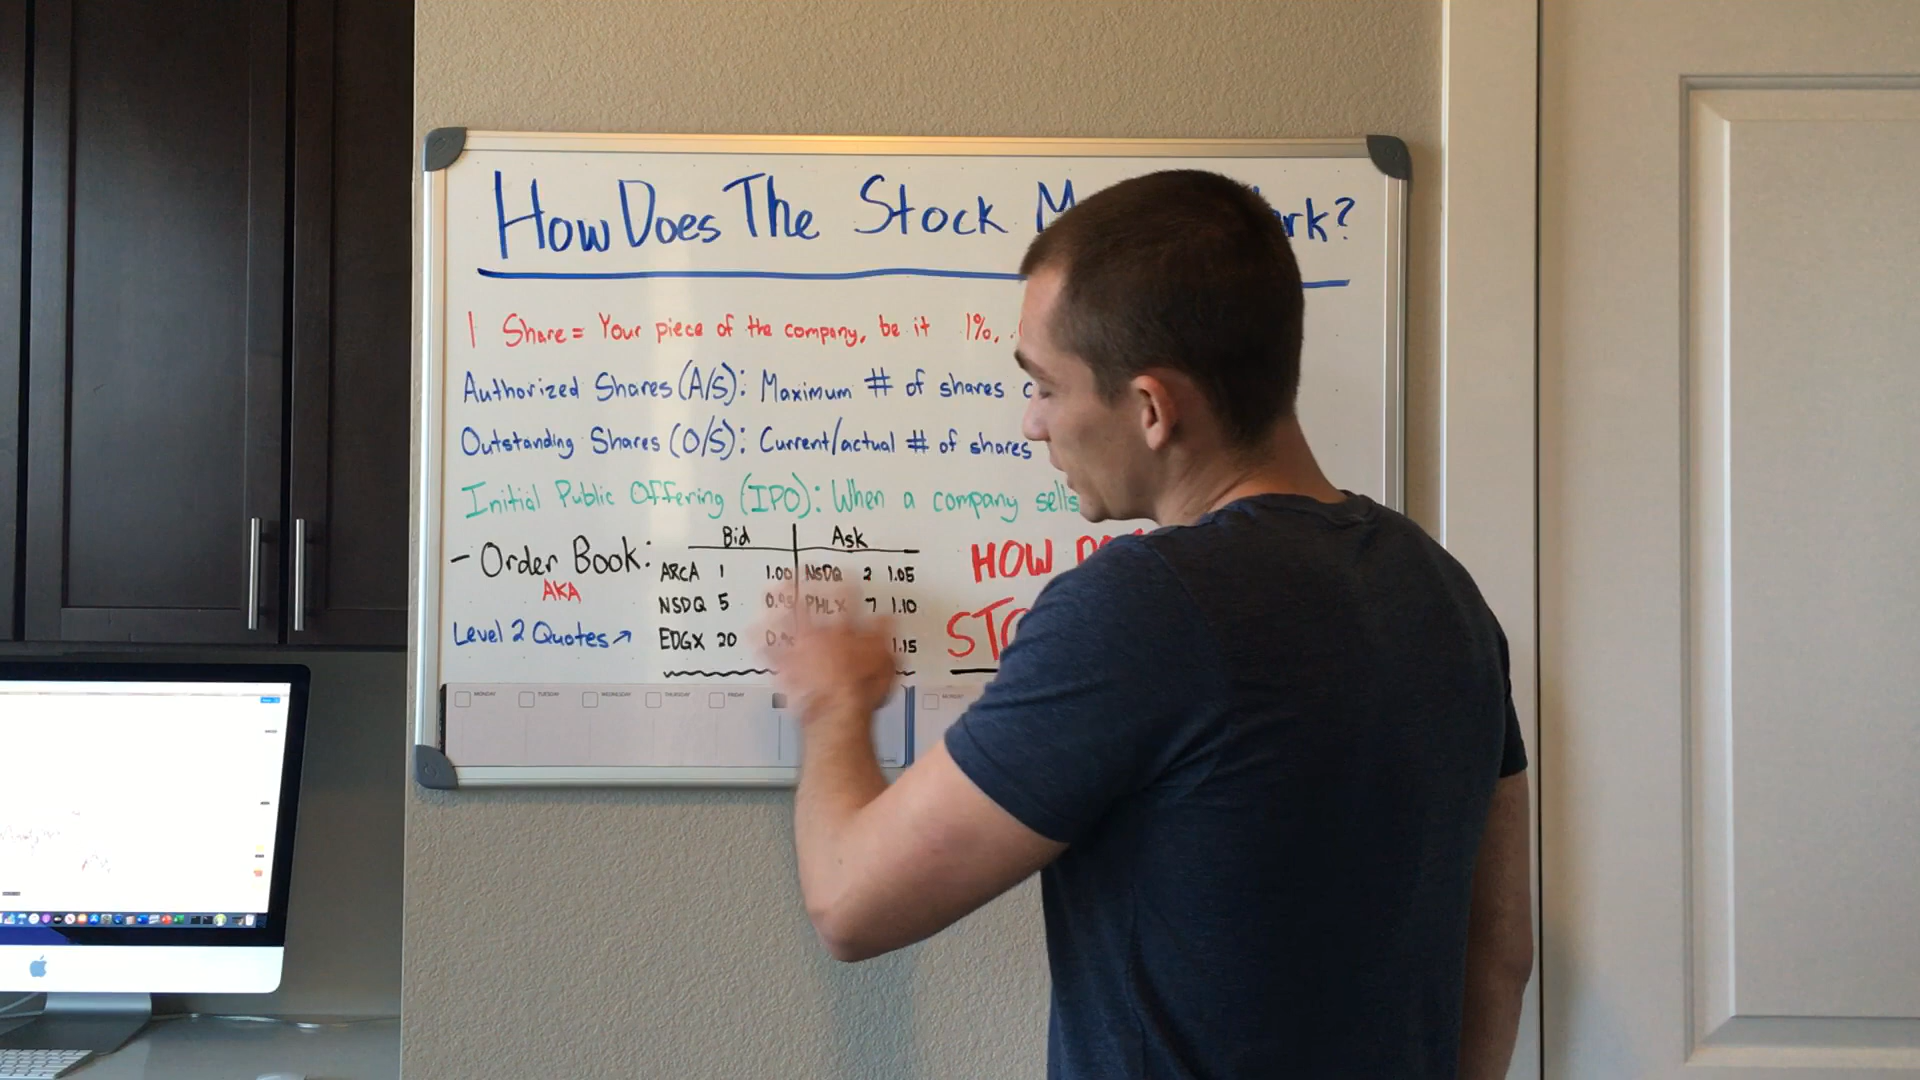 How Does The Stock M rk?
1 Share = Your piece of the company, be it 1%, .
Authorized Shares (A/S): Maximum # of shares c
Outstanding Shares (O/S): Current/actual # of shares
Initial Public Offering (IPO): When a company sells
- Order Book:
AKA
Level 2 Quotes
Bid Ask
ARCA 1 1.00 NSDQ 2 1.05
NSDQ 5 0.95 PHLX 7 1.10
EDGX 20 1.15
HOW DO
STO
MONDAY TUESDAY WEDNESDAY THURSDAY FRIDAY
MONDAY